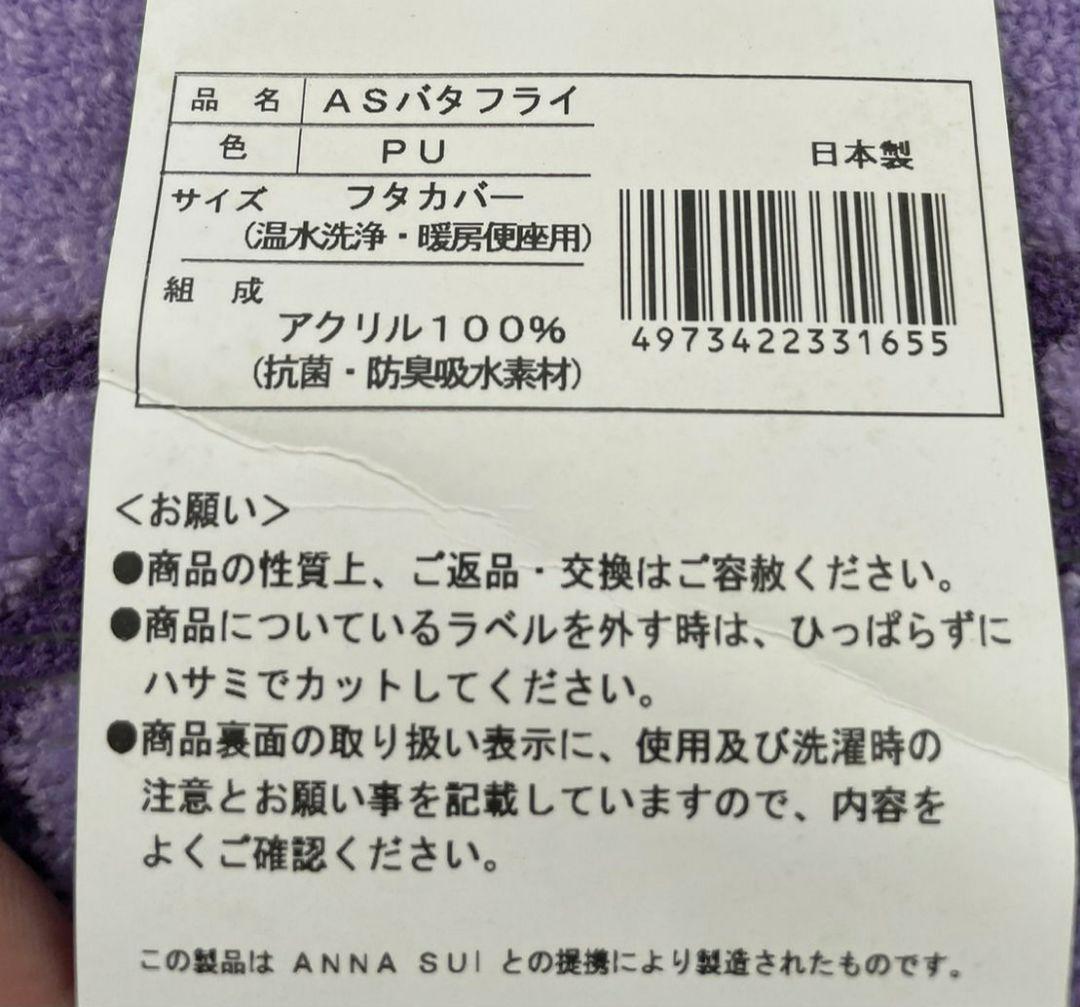 品 名 ASバタフライ
色 PU
サイズ フタカバー
(温水洗浄・暖房便座用)
組 成
アクリル100%
(抗菌・防臭吸水素材)
日本製
4973422331655
<お願い>
●商品の性質上、ご返品・交換はご容赦ください。
●商品についているラベルを外す時は、ひっぱらずに
ハサミでカットしてください。
●商品裏面の取り扱い表示に、使用及び洗濯時の
注意とお願い事を記載していますので、内容を
よくご確認ください。
この製品は ANNA SUI との提携により製造されたものです。